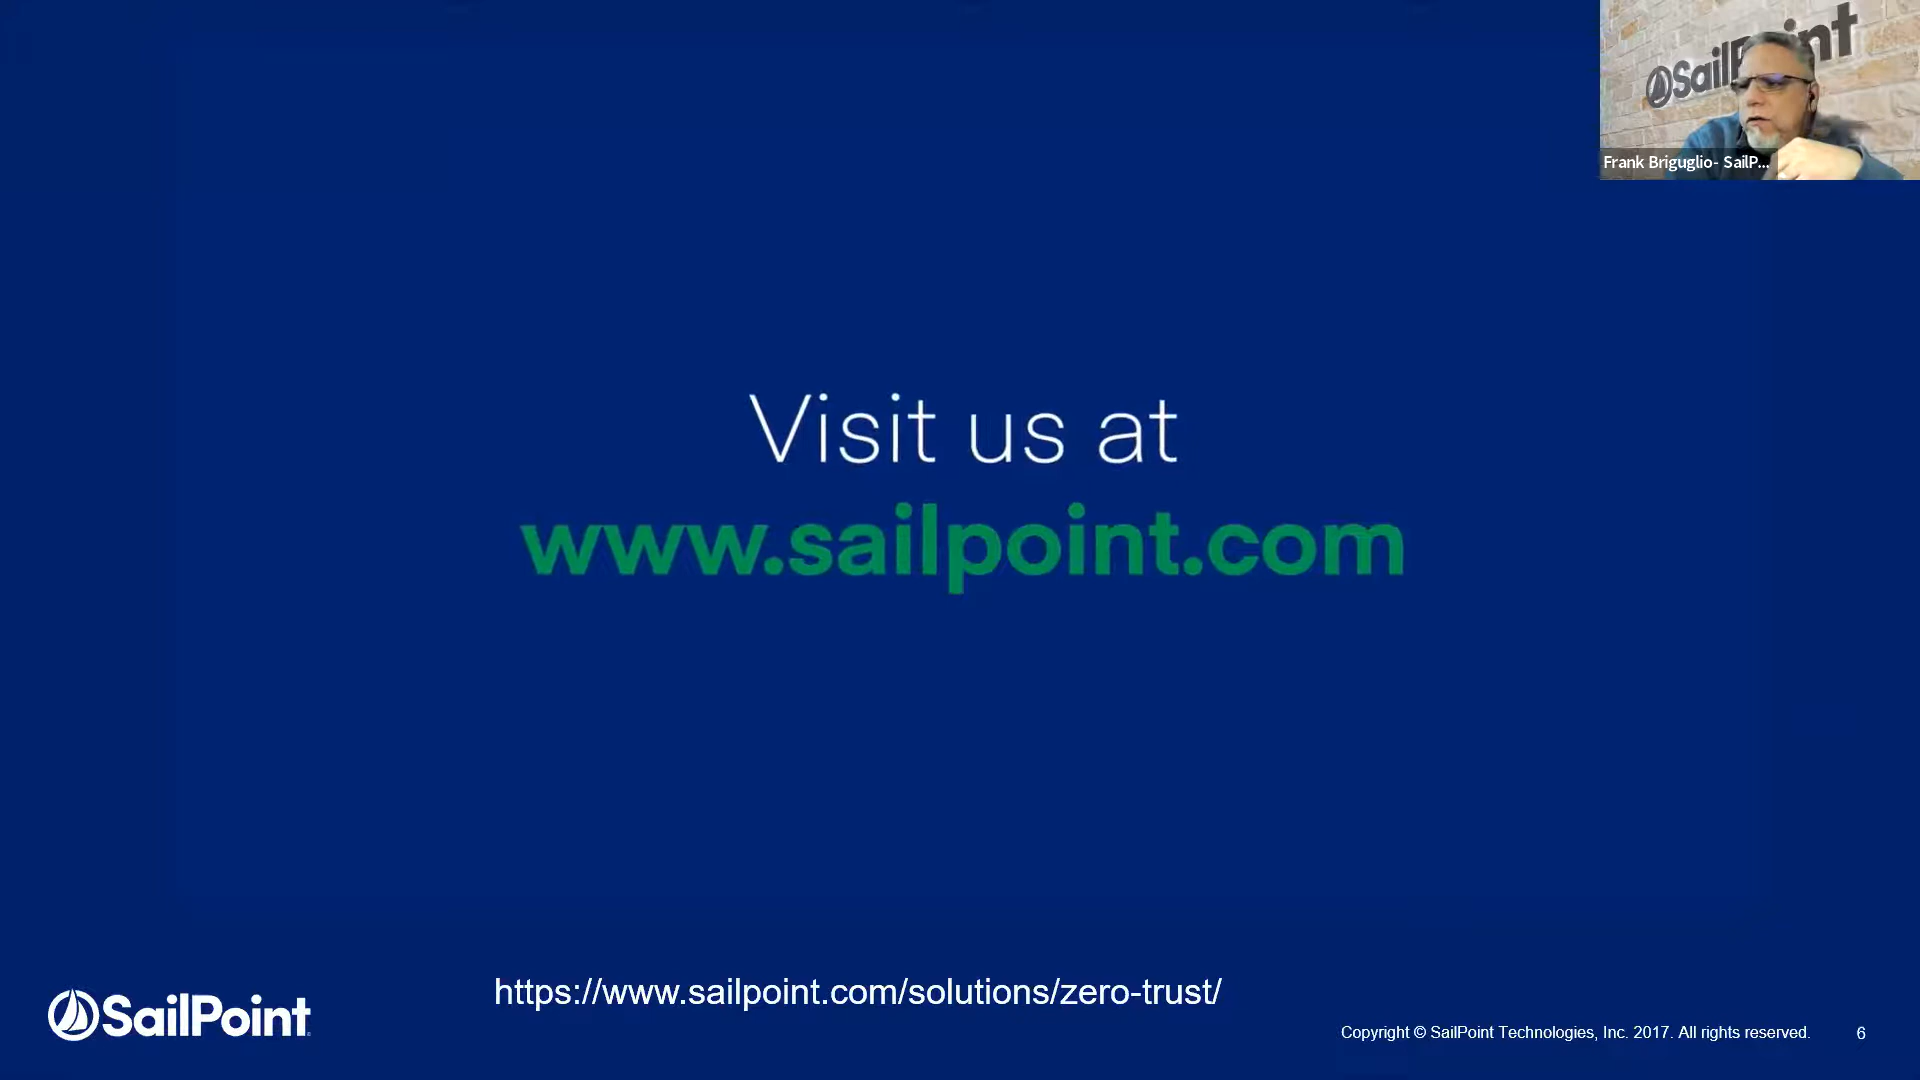 SailPoint
Frank Briguglio- SailP...
Visit us at
www.sailpoint.com
https://www.sailpoint.com/solutions/zero-trust/
SailPoint
Copyright © SailPoint Technologies, Inc. 2017. All rights reserved.
6